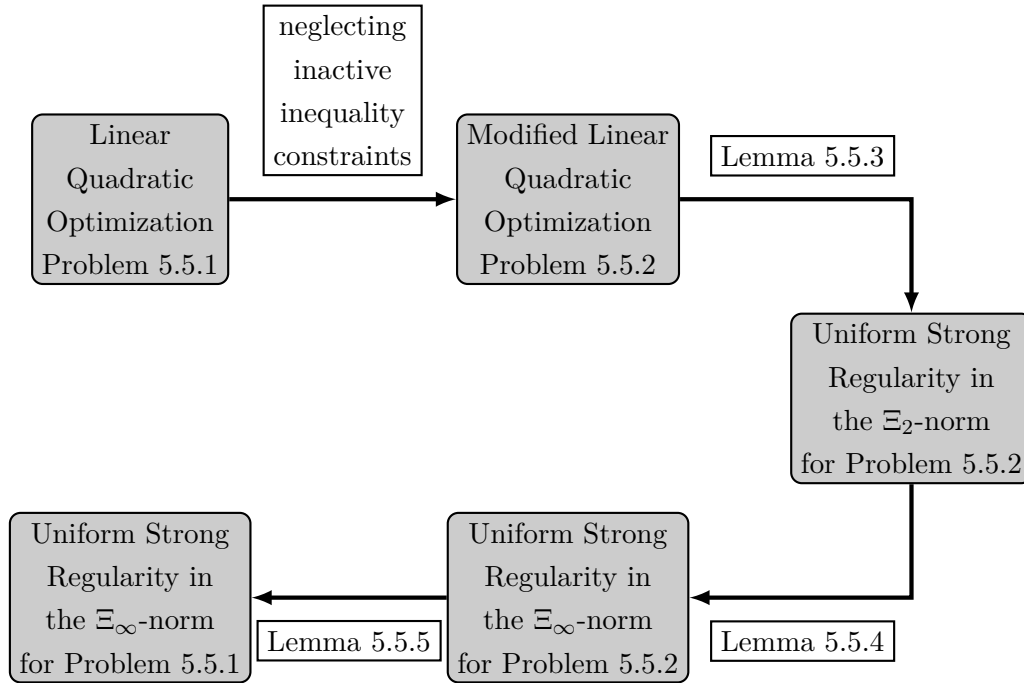 neglecting
inactive
inequality
constraints
Linear
Quadratic
Optimization
Problem 5.5.1
Modified Linear
Quadratic
Optimization
Problem 5.5.2
Lemma 5.5.3
Uniform Strong
Regularity in
the Ξ₂-norm
for Problem 5.5.2
Uniform Strong
Regularity in
the Ξ∞-norm
for Problem 5.5.1
Lemma 5.5.5
Uniform Strong
Regularity in
the Ξ∞-norm
for Problem 5.5.2
Lemma 5.5.4